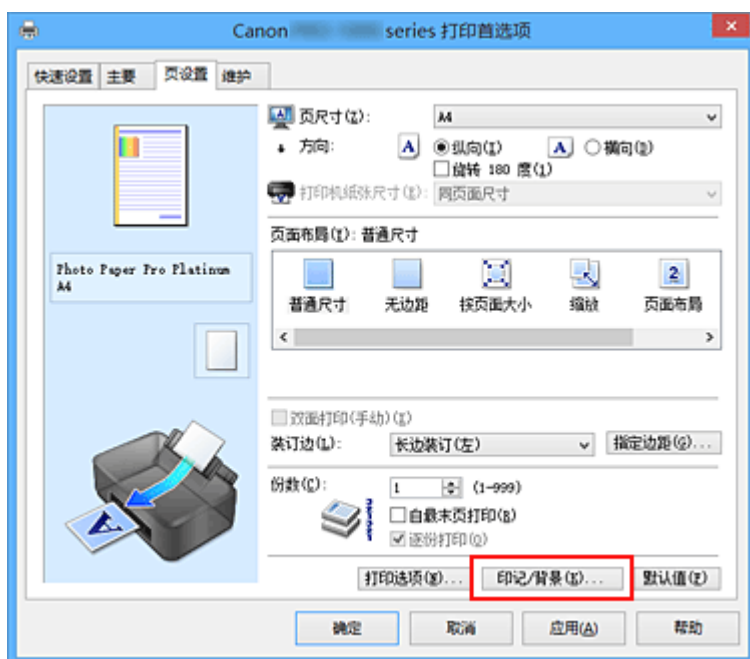 Canon series 打印首选项
快速设置 主要 页设置 维护
页尺寸(Z): A4
方向: A 纵向(I) A 横向(D)
旋转 180 度(1)
打印机纸张尺寸(E): 同页面尺寸
页面布局(Y): 普通尺寸
普通尺寸 无边距 按页面大小 缩放 2 页面布局
Photo Paper Pro Platinum
A4
双面打印(手动)(X)
装订边(L): 长边装订(左) 指定边距(G)...
份数(C): 1 (1-999)
自最末页打印(B)
逐份打印(O)
打印选项(W)... 印记/背景(K)... 默认值(F)
确定 取消 应用(A) 帮助